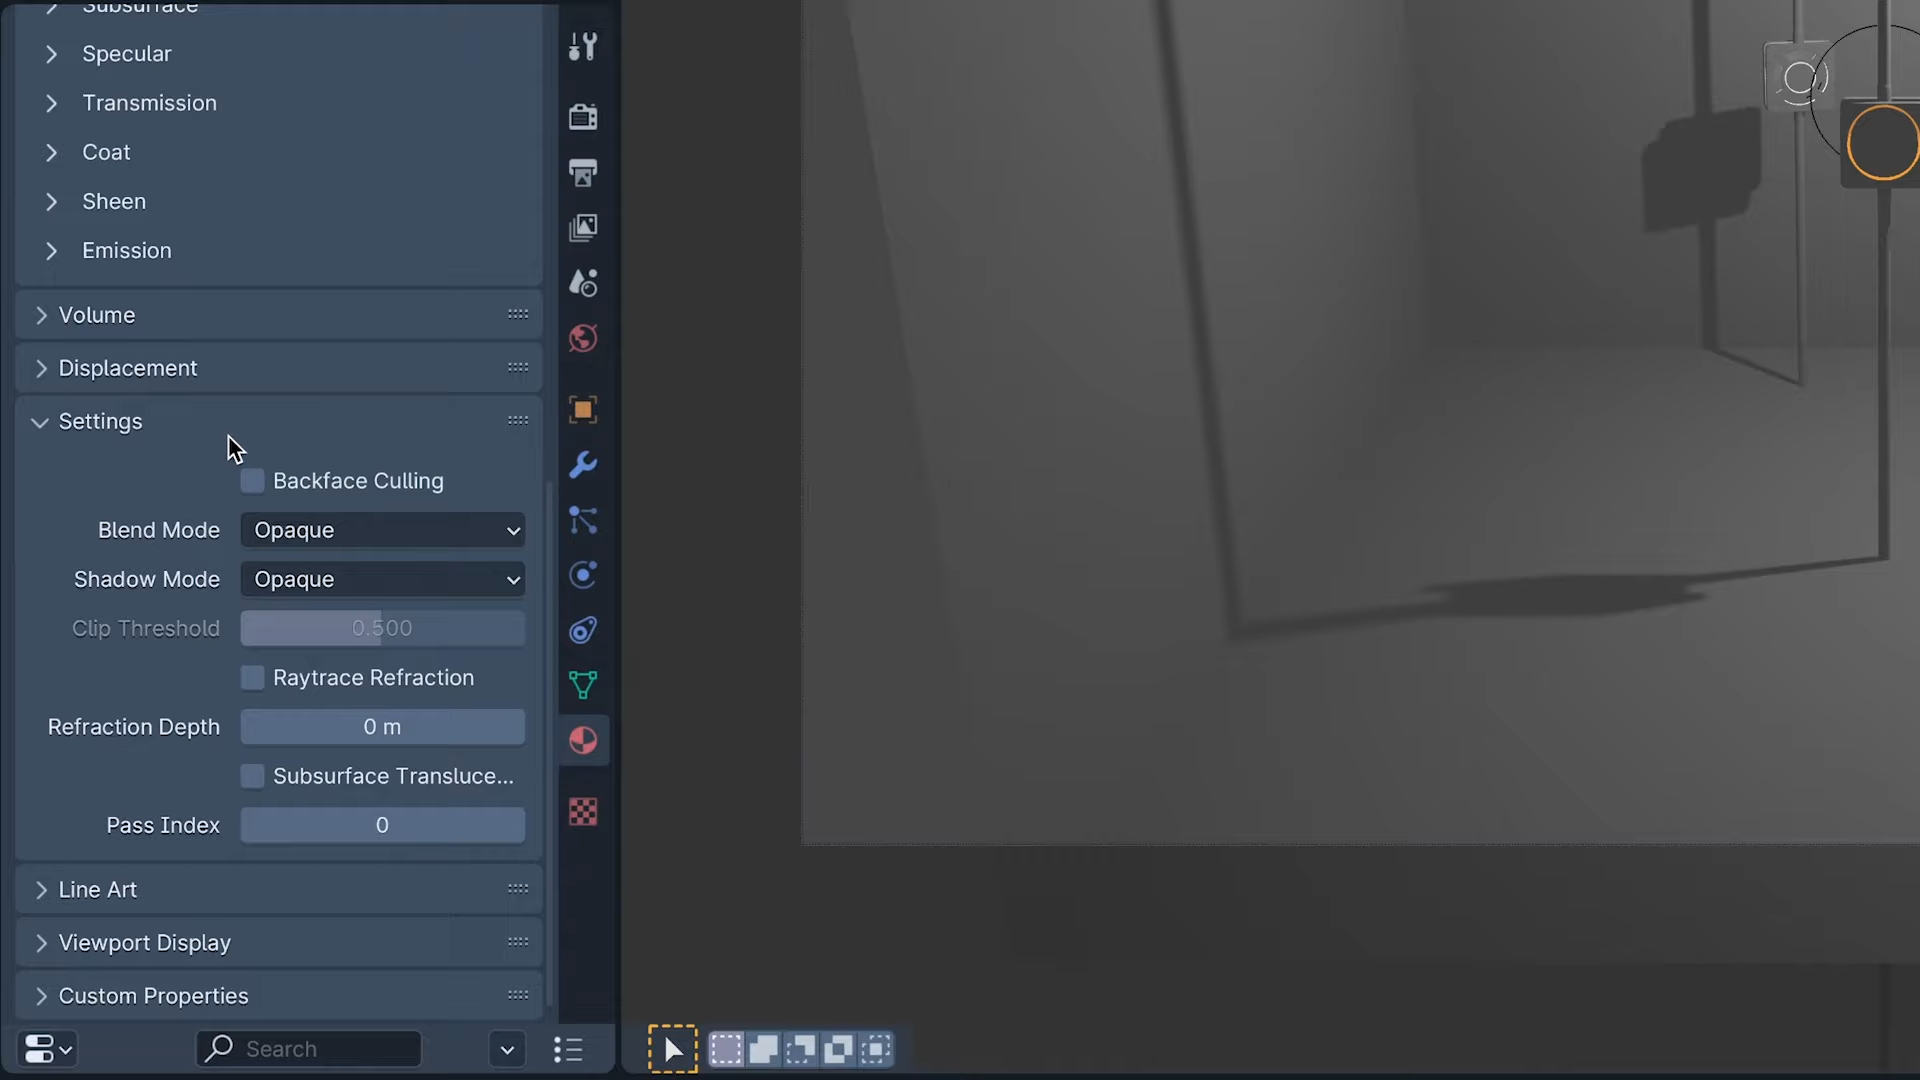 Subsurface
Specular
Transmission
Coat
Sheen
Emission
Volume
Displacement
Settings
Backface Culling
Blend Mode Opaque
Shadow Mode Opaque
Clip Threshold 0.500
Raytrace Refraction
Refraction Depth 0 m
Subsurface Transluce...
Pass Index 0
Line Art
Viewport Display
Custom Properties
Search